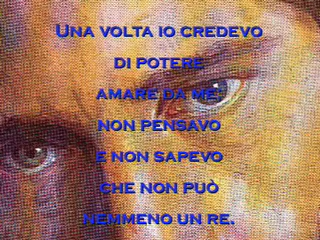 Una volta io credevo
di potere
amare da me
non pensavo
e non sapevo
che non può
nemmeno un re.